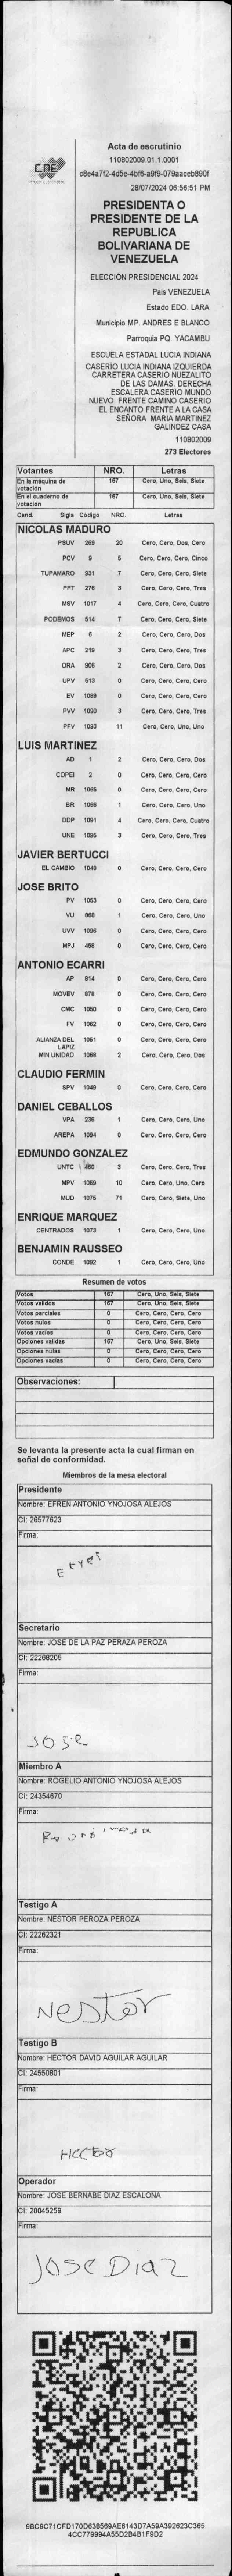 CNE
Acta de escrutinio
110802009.01.1.0001
c8e4a7f2-4d5e-4bf6-a9f9-079aaceb890f
28/07/2024 06:56:51 PM
PRESIDENTA O
PRESIDENTE DE LA
REPUBLICA
BOLIVARIANA DE
VENEZUELA
ELECCIÓN PRESIDENCIAL 2024
País VENEZUELA
Estado EDO. LARA
Municipio MP. ANDRES E BLANCO
Parroquia PQ. YACAMBU
ESCUELA ESTADAL LUCIA INDIANA
CASERÍO LUCIA INDIANA IZQUIERDA
CARRETERA CASERIO NUEZALITO
DE LAS DAMAS. DERECHA
ESCALERA CASERIO MUNDO
NUEVO. FRENTE CAMINO CASERIO
EL ENCANTO FRENTE A LA CASA
SEÑORA MARIA MARTINEZ
GALINDEZ CASA
110802009
273 Electores
Votantes NRO. Letras
En la máquina de votación 167 Cero, Uno, Seis, Siete
En el cuaderno de votación 167 Cero, Uno, Seis, Siete
Cand. Sigla Código NRO. Letras
NICOLAS MADURO
PSUV 269 20 Cero, Cero, Dos, Cero
PCV 9 5 Cero, Cero, Cero, Cinco
TUPAMARO 931 7 Cero, Cero, Cero, Siete
PPT 276 3 Cero, Cero, Cero, Tres
MSV 1017 4 Cero, Cero, Cero, Cuatro
PODEMOS 514 7 Cero, Cero, Cero, Siete
MEP 6 2 Cero, Cero, Cero, Dos
APC 219 3 Cero, Cero, Cero, Tres
ORA 906 2 Cero, Cero, Cero, Dos
UPV 513 0 Cero, Cero, Cero, Cero
EV 1089 0 Cero, Cero, Cero, Cero
PVV 1090 3 Cero, Cero, Cero, Tres
PFV 1093 11 Cero, Cero, Uno, Uno
LUIS MARTINEZ
AD 1 2 Cero, Cero, Cero, Dos
COPEI 2 0 Cero, Cero, Cero, Cero
MR 1065 0 Cero, Cero, Cero, Cero
BR 1066 1 Cero, Cero, Cero, Uno
DDP 1091 4 Cero, Cero, Cero, Cuatro
UNE 1095 3 Cero, Cero, Cero, Tres
JAVIER BERTUCCI
EL CAMBIO 1048 0 Cero, Cero, Cero, Cero
JOSE BRITO
PV 1053 0 Cero, Cero, Cero, Cero
VU 868 1 Cero, Cero, Cero, Uno
UVV 1096 0 Cero, Cero, Cero, Cero
MPJ 458 0 Cero, Cero, Cero, Cero
ANTONIO ECARRI
AP 814 0 Cero, Cero, Cero, Cero
MOVEV 878 0 Cero, Cero, Cero, Cero
CMC 1050 0 Cero, Cero, Cero, Cero
FV 1062 0 Cero, Cero, Cero, Cero
ALIANZA DEL LAPIZ 1061 0 Cero, Cero, Cero, Cero
MIN UNIDAD 1068 2 Cero, Cero, Cero, Dos
CLAUDIO FERMIN
SPV 1049 0 Cero, Cero, Cero, Cero
DANIEL CEBALLOS
VPA 236 1 Cero, Cero, Cero, Uno
AREPA 1094 0 Cero, Cero, Cero, Cero
EDMUNDO GONZALEZ
UNTC 460 3 Cero, Cero, Cero, Tres
MPV 1059 10 Cero, Cero, Uno, Cero
MUD 1075 71 Cero, Cero, Siete, Uno
ENRIQUE MARQUEZ
CENTRADOS 1073 1 Cero, Cero, Cero, Uno
BENJAMIN RAUSSEO
CONDE 1092 1 Cero, Cero, Cero, Uno
Resumen de votos
Votos 167 Cero, Uno, Seis, Siete
Votos validos 167 Cero, Uno, Seis, Siete
Votos parciales 0 Cero, Cero, Cero, Cero
Votos nulos 0 Cero, Cero, Cero, Cero
Votos vacíos 0 Cero, Cero, Cero, Cero
Opciones validas 167 Cero, Uno, Seis, Siete
Opciones nulas 0 Cero, Cero, Cero, Cero
Opciones vacías 0 Cero, Cero, Cero, Cero
Observaciones:
Se levanta la presente acta la cual firman en
señal de conformidad.
Miembros de la mesa electoral
Presidente
Nombre: EFREN ANTONIO YNOJOSA ALEJOS
CI: 26577623
Firma:
Secretario
Nombre: JOSE DE LA PAZ PERAZA PEROZA
CI: 22268205
Firma:
JOSE
Miembro A
Nombre: ROGELIO ANTONIO YNOJOSA ALEJOS
CI: 24354670
Firma:
Testigo A
Nombre: NESTOR PEROZA PEROZA
CI: 22262321
Firma:
Nestor
Testigo B
Nombre: HECTOR DAVID AGUILAR AGUILAR
CI: 24550801
Firma:
Hector
Operador
Nombre: JOSE BERNABE DIAZ ESCALONA
CI: 20045259
Firma:
Jose Diaz
9BC9C71CFD170D638569AE6143D7A59A392623C365
4CC779994A55D2B4B1F9D2